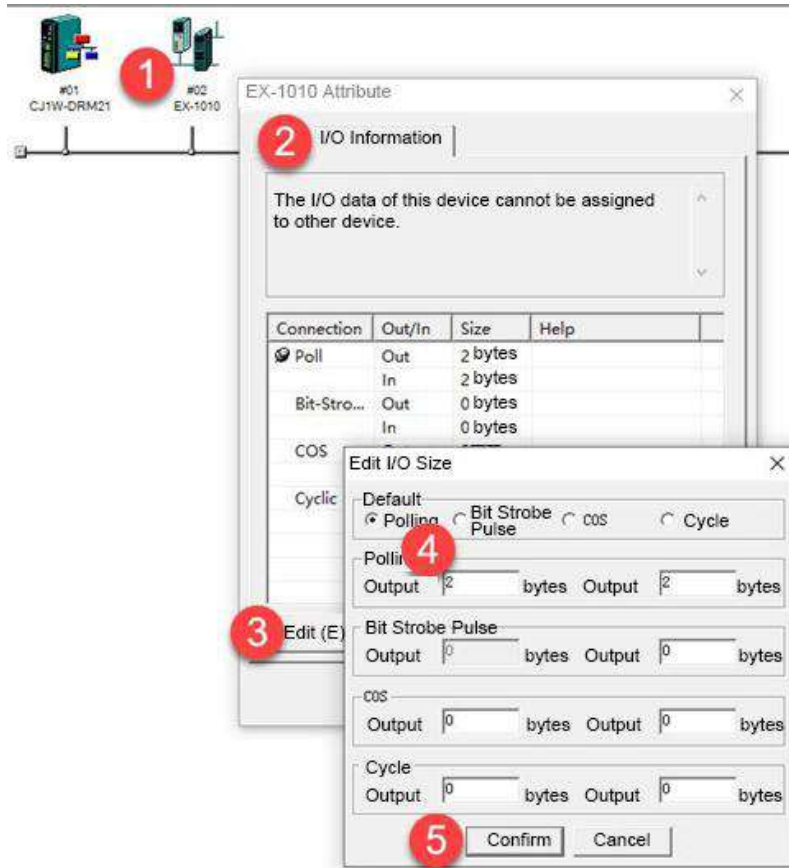 #01
CJ1W-DRM21
1
#02
EX-1010
EX-1010 Attribute
2
I/O Information
The I/O data of this device cannot be assigned
to other device.
Connection Out/In Size Help
Poll Out 2 bytes
In 2 bytes
Bit-Stro... Out 0 bytes
In 0 bytes
COS
Cyclic
3
Edit (E)
Edit I/O Size
Default
Polling Bit Strobe Pulse COS Cycle
4
Output 2 bytes Output 2 bytes
Bit Strobe Pulse
Output 0 bytes Output 0 bytes
COS
Output 0 bytes Output 0 bytes
Cycle
Output 0 bytes Output 0 bytes
5
Confirm Cancel